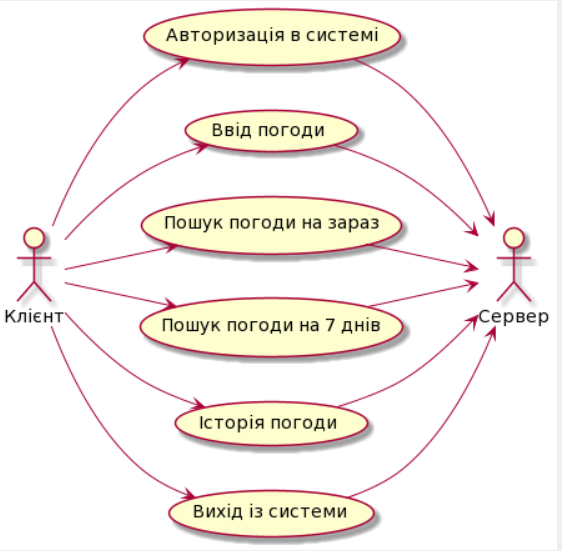 Авторизація в системі
Ввід погоди
Пошук погоди на зараз
Клієнт
Сервер
Пошук погоди на 7 днів
Історія погоди
Вихід із системи